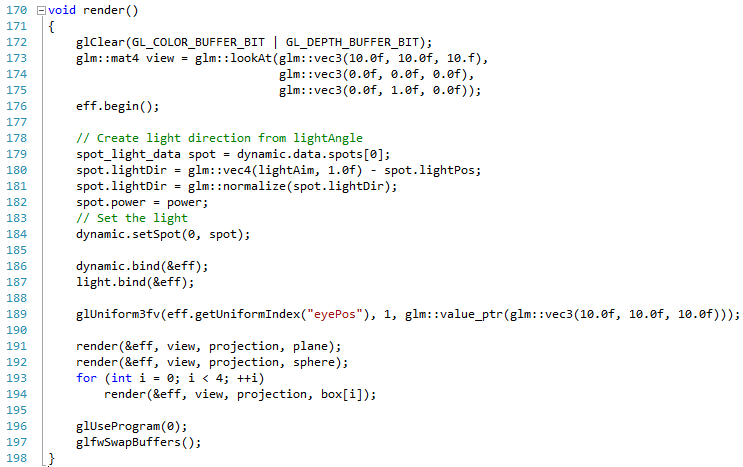 170 void render()
171 {
172 glClear(GL_COLOR_BUFFER_BIT | GL_DEPTH_BUFFER_BIT);
173 glm::mat4 view = glm::lookAt(glm::vec3(10.0f, 10.0f, 10.f),
174 glm::vec3(0.0f, 0.0f, 0.0f),
175 glm::vec3(0.0f, 1.0f, 0.0f));
176 eff.begin();
177
178 // Create light direction from lightAngle
179 spot_light_data spot = dynamic.data.spots[0];
180 spot.lightDir = glm::vec4(lightAim, 1.0f) - spot.lightPos;
181 spot.lightDir = glm::normalize(spot.lightDir);
182 spot.power = power;
183 // Set the light
184 dynamic.setSpot(0, spot);
185
186 dynamic.bind(&eff);
187 light.bind(&eff);
188
189 glUniform3fv(eff.getUniformIndex("eyePos"), 1, glm::value_ptr(glm::vec3(10.0f, 10.0f, 10.0f)));
190
191 render(&eff, view, projection, plane);
192 render(&eff, view, projection, sphere);
193 for (int i = 0; i < 4; ++i)
194 render(&eff, view, projection, box[i]);
195
196 glUseProgram(0);
197 glfwSwapBuffers();
198 }